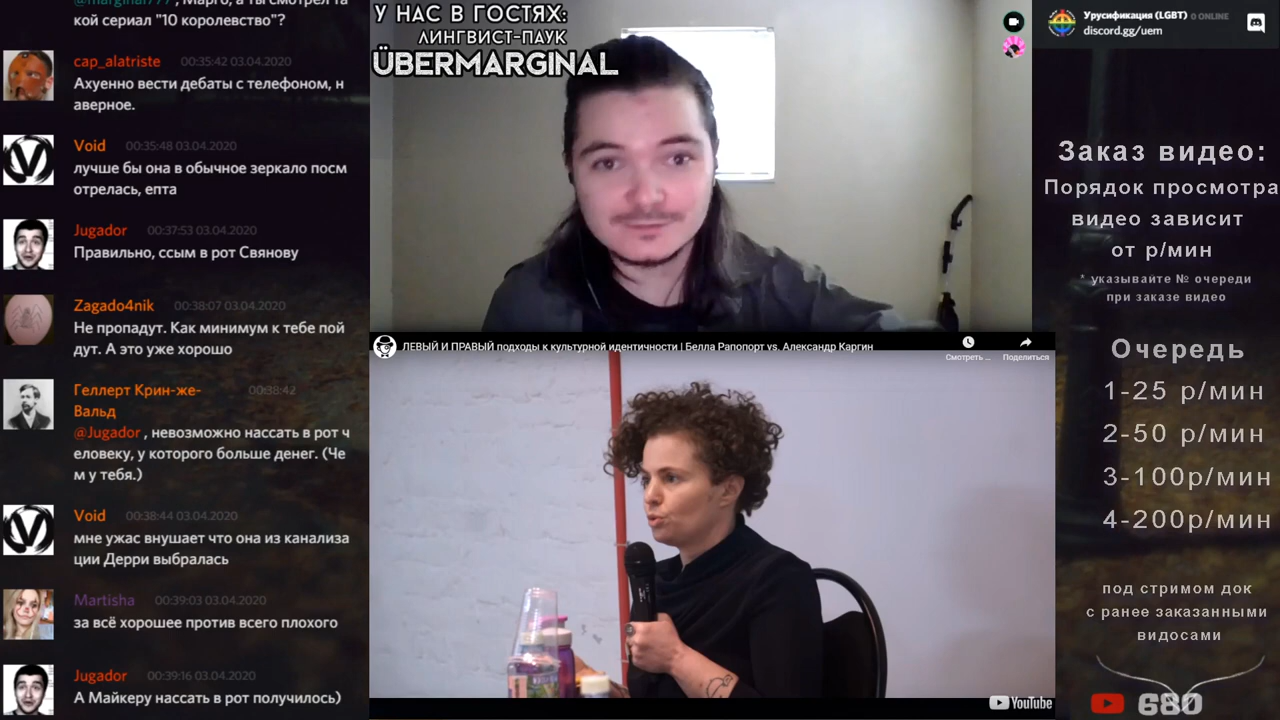 @marginal777, Марго, а ты смотрел та
кой сериал "10 королевство"?
cap_alatriste 00:35:42 03.04.2020
Ахуенно вести дебаты с телефоном, н
аверное.
Void 00:35:48 03.04.2020
лучше бы она в обычное зеркало посм
отрелась, епта
Jugador 00:37:53 03.04.2020
Правильно, ссым в рот Свянову
Zagado4nik 00:38:07 03.04.2020
Не пропадут. Как минимум к тебе пой
дут. А это уже хорошо
Геллерт Крин-же- 00:38:42
Вальд
@Jugador , невозможно нассать в рот ч
еловеку, у которого больше денег. (Че
м у тебя.)
Void 00:38:44 03.04.2020
мне ужас внушает что она из канализа
ции Дерри выбралась
Martisha 00:39:03 03.04.2020
за всё хорошее против всего плохого
Jugador 00:39:16 03.04.2020
А Майкеру нассать в рот получилось)
У НАС В ГОСТЯХ:
ЛИНГВИСТ-ПАУК
ÜBERMARGINAL
ЛЕВЫЙ И ПРАВЫЙ подходы к культурной идентичности | Белла Рапопорт vs. Александр Каргин
Смотреть ...
Поделиться
YouTube
Урусификация (LGBT) 0 ONLINE
discord.gg/uem
Заказ видео:
Порядок просмотра
видео зависит
от р/мин
* указывайте № очереди
при заказе видео
Очередь
1-25 р/мин
2-50 р/мин
3-100р/мин
4-200р/мин
под стримом док
с ранее заказанными
видосами
680